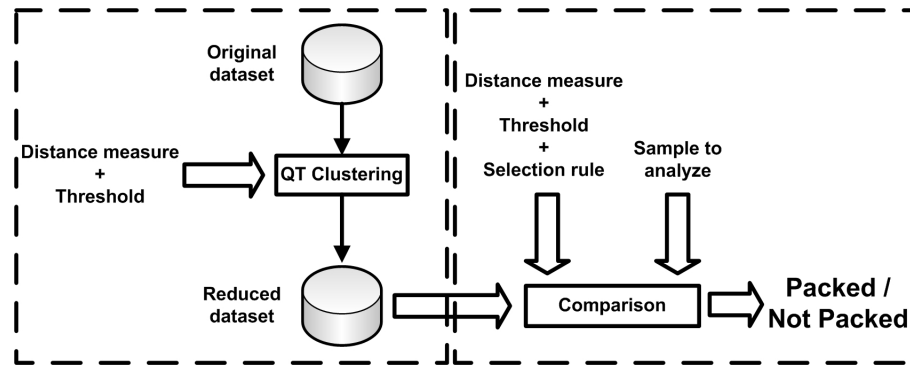 Original
dataset
Distance measure
+
Threshold
QT Clustering
Reduced
dataset
Distance measure
+
Threshold
+
Selection rule
Sample to
analyze
Comparison
Packed /
Not Packed